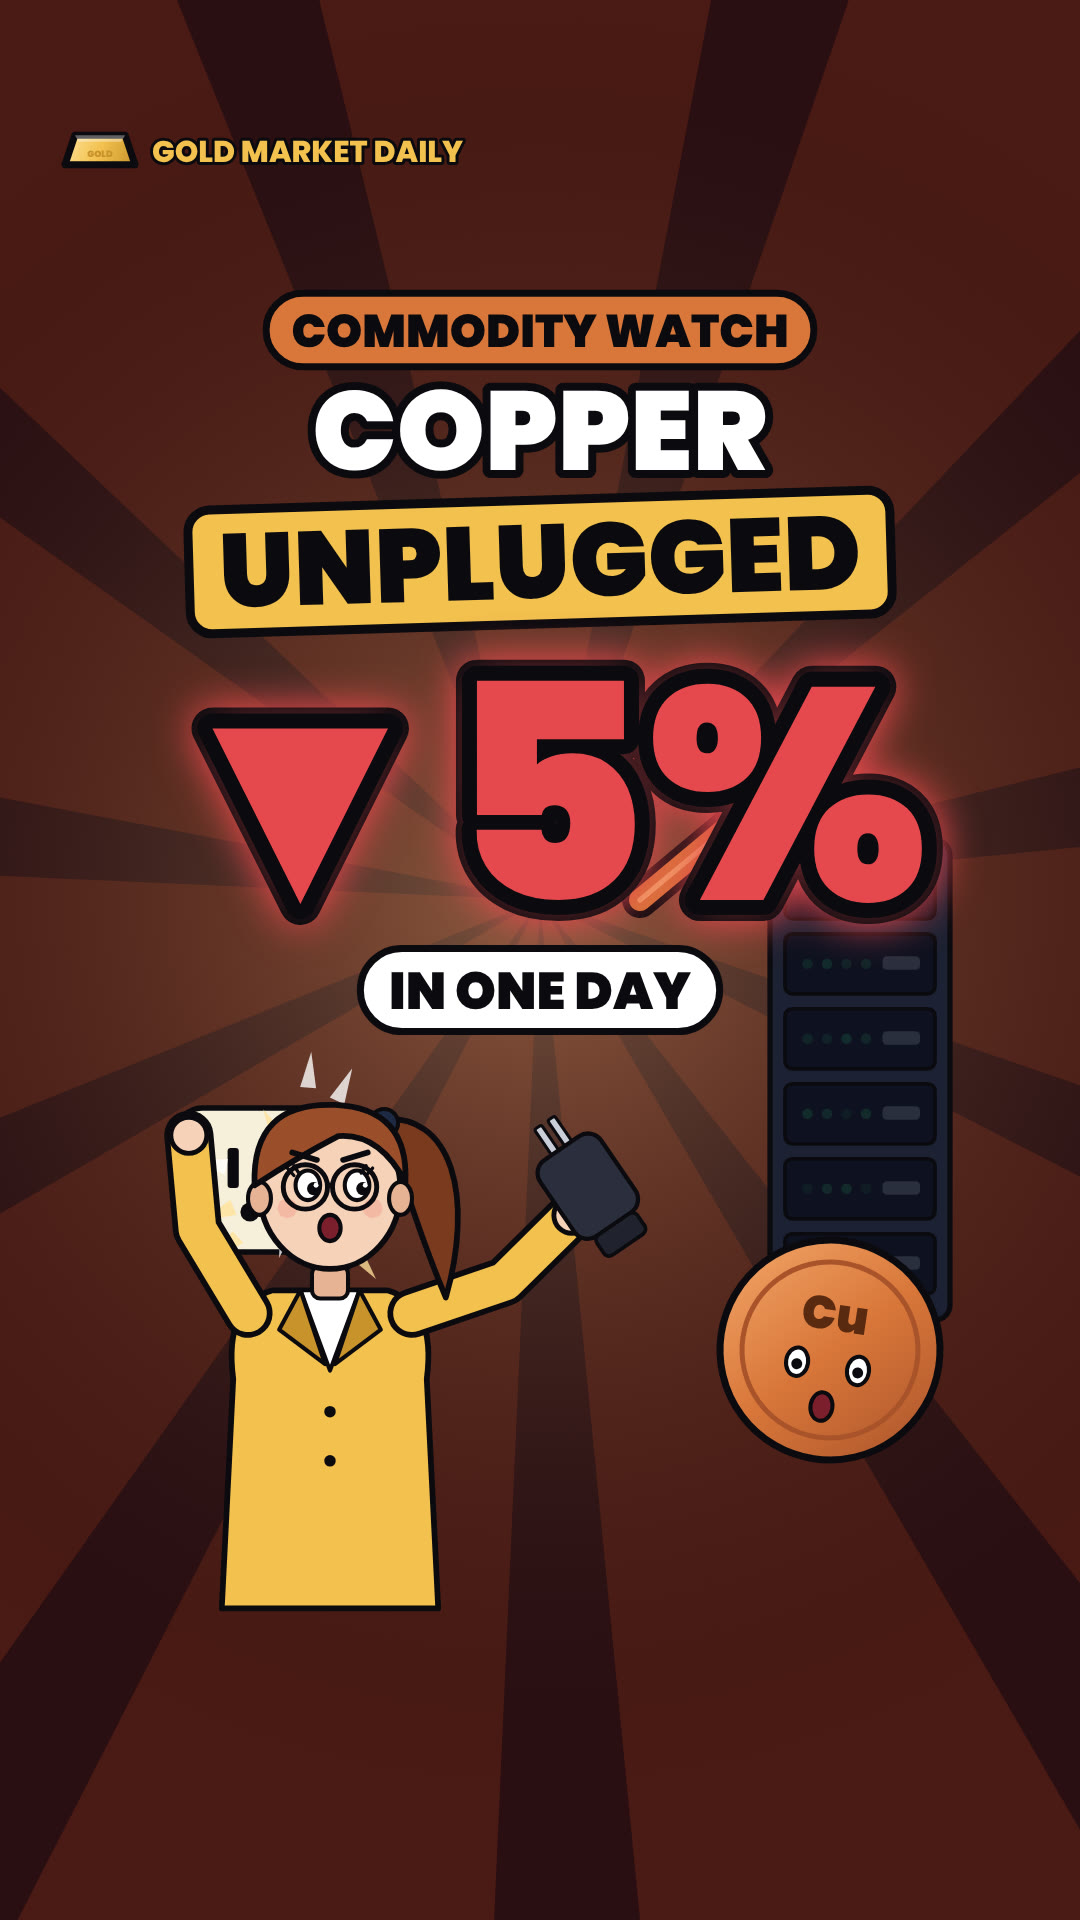 GOLD
GOLD MARKET DAILY
COMMODITY WATCH
COPPER
UNPLUGGED
▼ 5%
IN ONE DAY
Cu